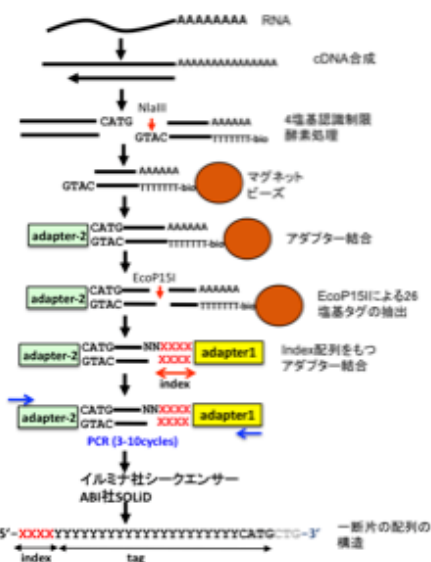 AAAAAAAA RNA
AAAAAAAAAAAAAAA cDNA合成
NlaIII
CATG AAAAAA 4塩基認識制限
GTAC TTTTTTT-bio 酵素処理
AAAAAA マグネット
GTAC TTTTTTT-bio ビーズ
adapter-2 CATG AAAAAA
GTAC TTTTTTT-bio アダプター結合
EcoP15I
adapter-2 CATG AAAAAA EcoP15Iによる26
GTAC TTTTTTT-bio 塩基タグの抽出
adapter-2 CATG NNXXXX adapter1 Index配列をもつ
GTAC XXXX アダプター結合
index
adapter-2 CATG NNXXXX adapter1
GTAC XXXX
PCR (3-10cycles)
イルミナ社シークエンサー
ABI社SOLiD
5'-XXXXYYYYYYYYYYYYYYYYYYYYYYYCATGCTG-3' 一断片の配列の
index tag 構造